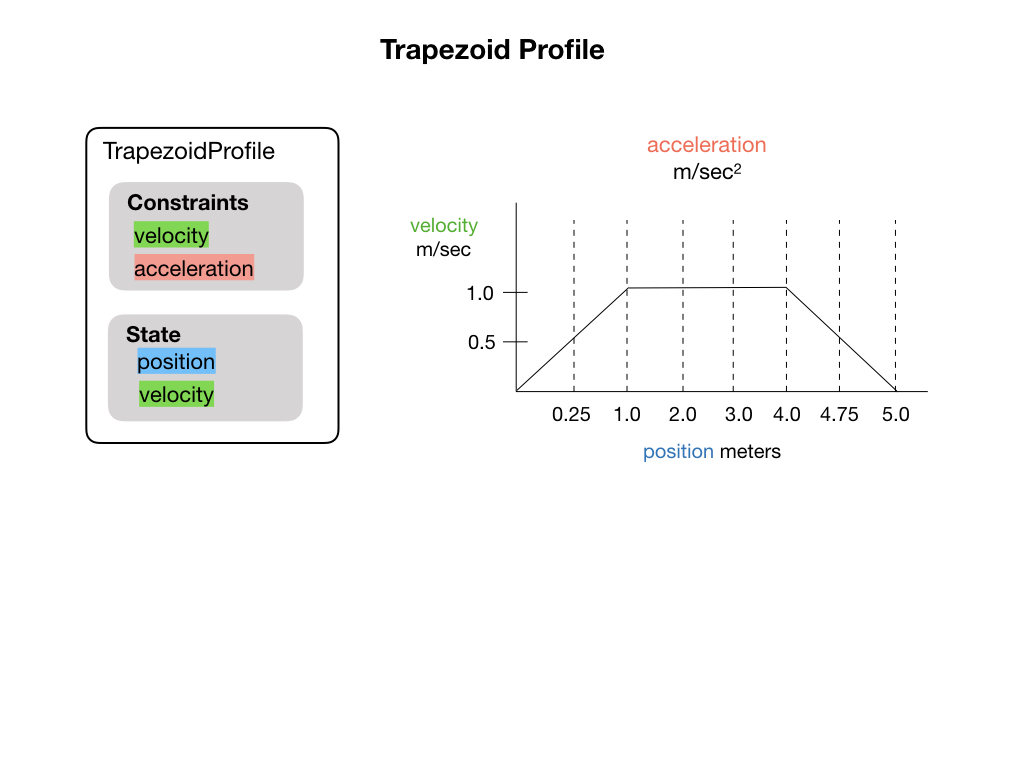 Trapezoid Profile
TrapezoidProfile
Constraints
velocity
acceleration
State
position
velocity
acceleration
m/sec²
velocity
m/sec
1.0
0.5
0.25 1.0 2.0 3.0 4.0 4.75 5.0
position meters